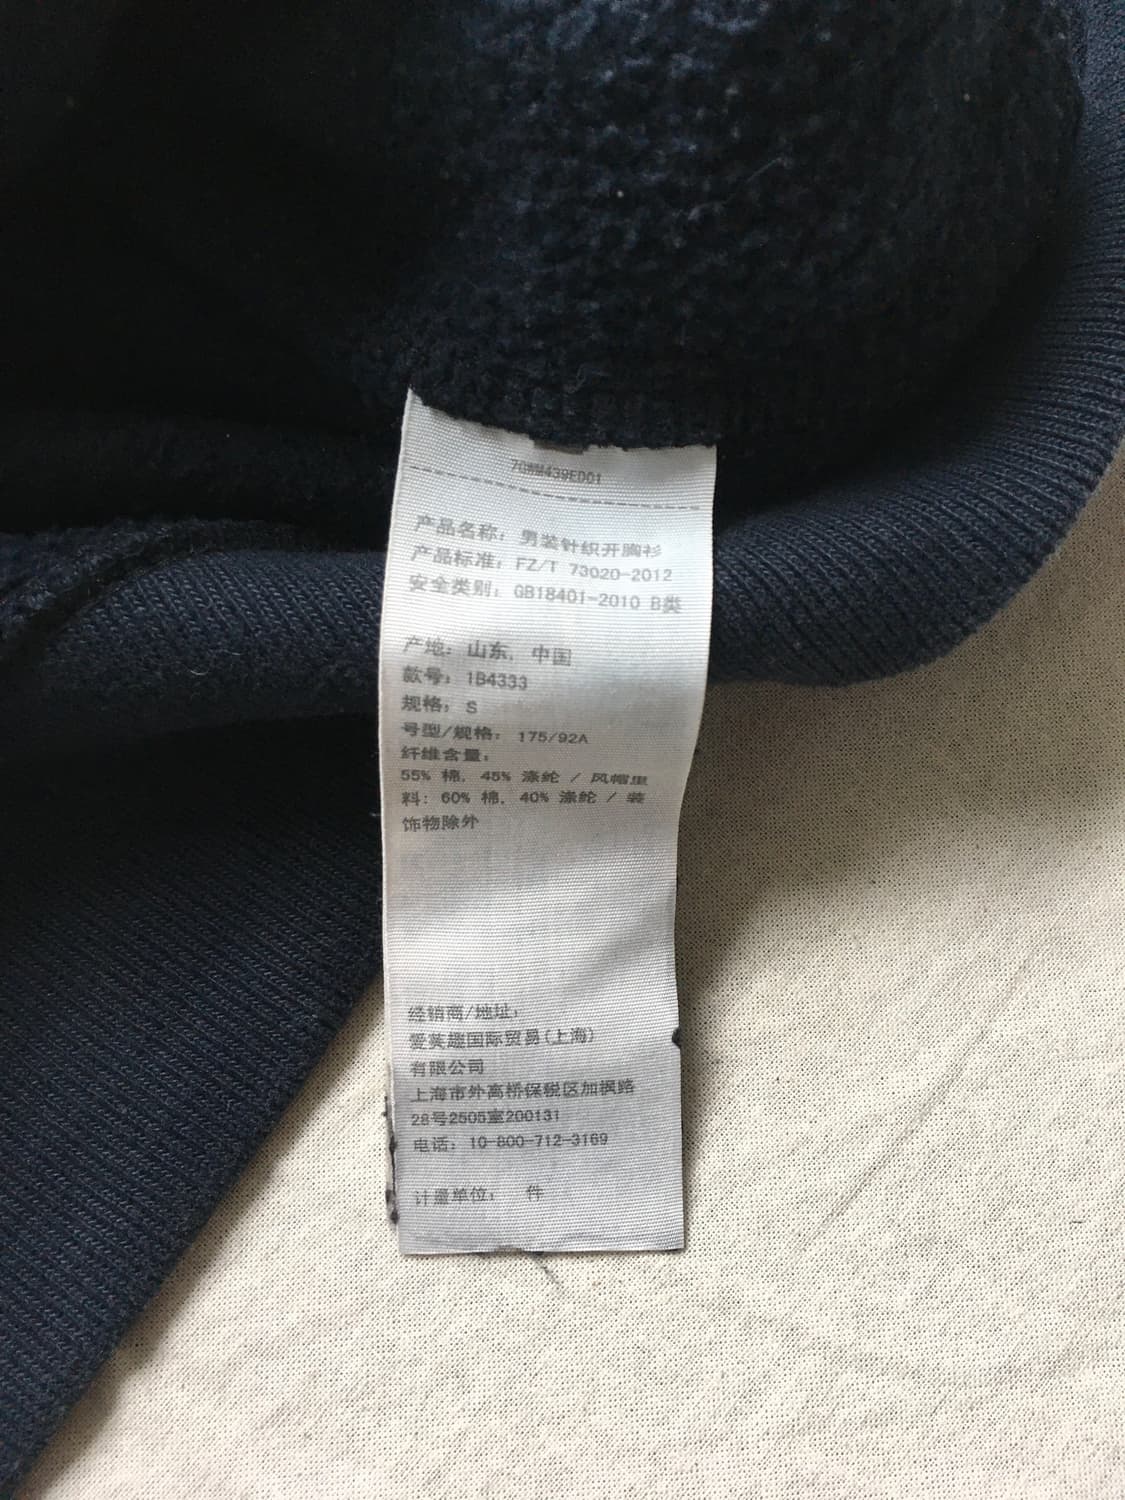 70WM439ED01
产品名称: 男装针织开胸衫
产品标准: FZ/T 73020-2012
安全类别: GB18401-2010 B类
产地: 山东, 中国
款号: 1B4333
规格: S
号型/规格: 175/92A
纤维含量:
55% 棉, 45% 涤纶 / 风帽里
料: 60% 棉, 40% 涤纶 / 装
饰物除外
经销商/地址:
爱芙趣国际贸易(上海)
有限公司
上海市外高桥保税区加枫路
28号2505室200131
电话: 10-800-712-3169
计量单位: 件